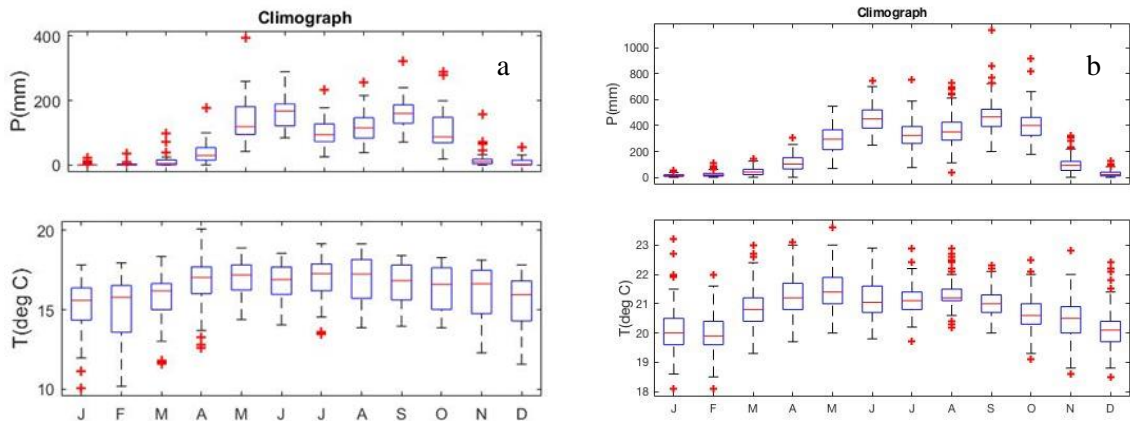 Climograph
400
200
0
P(mm)
a
20
15
10
T(deg C)
J F M A M J J A S O N D
Climograph
1000
800
600
400
200
0
P(mm)
b
23
22
21
20
19
18
T(deg C)
J F M A M J J A S O N D